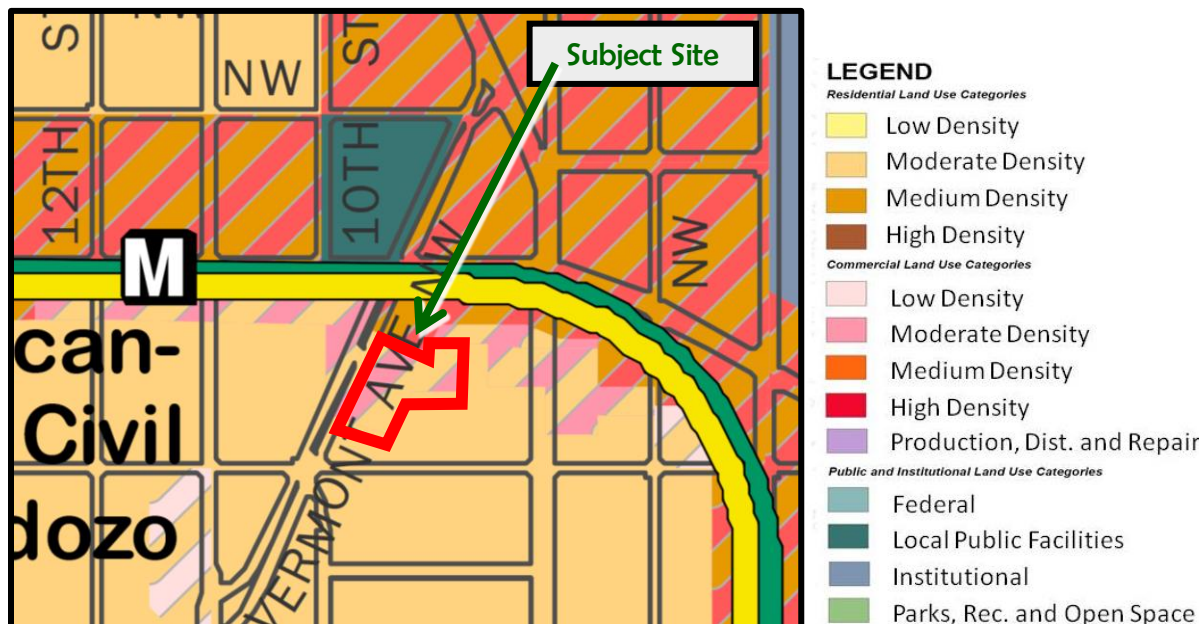 ST
NW
ST
Subject Site
NW
12TH
10TH
NW
M
VERMONT AVE NW
can-
Civil
dozo
LEGEND
Residential Land Use Categories
Low Density
Moderate Density
Medium Density
High Density
Commercial Land Use Categories
Low Density
Moderate Density
Medium Density
High Density
Production, Dist. and Repair
Public and Institutional Land Use Categories
Federal
Local Public Facilities
Institutional
Parks, Rec. and Open Space